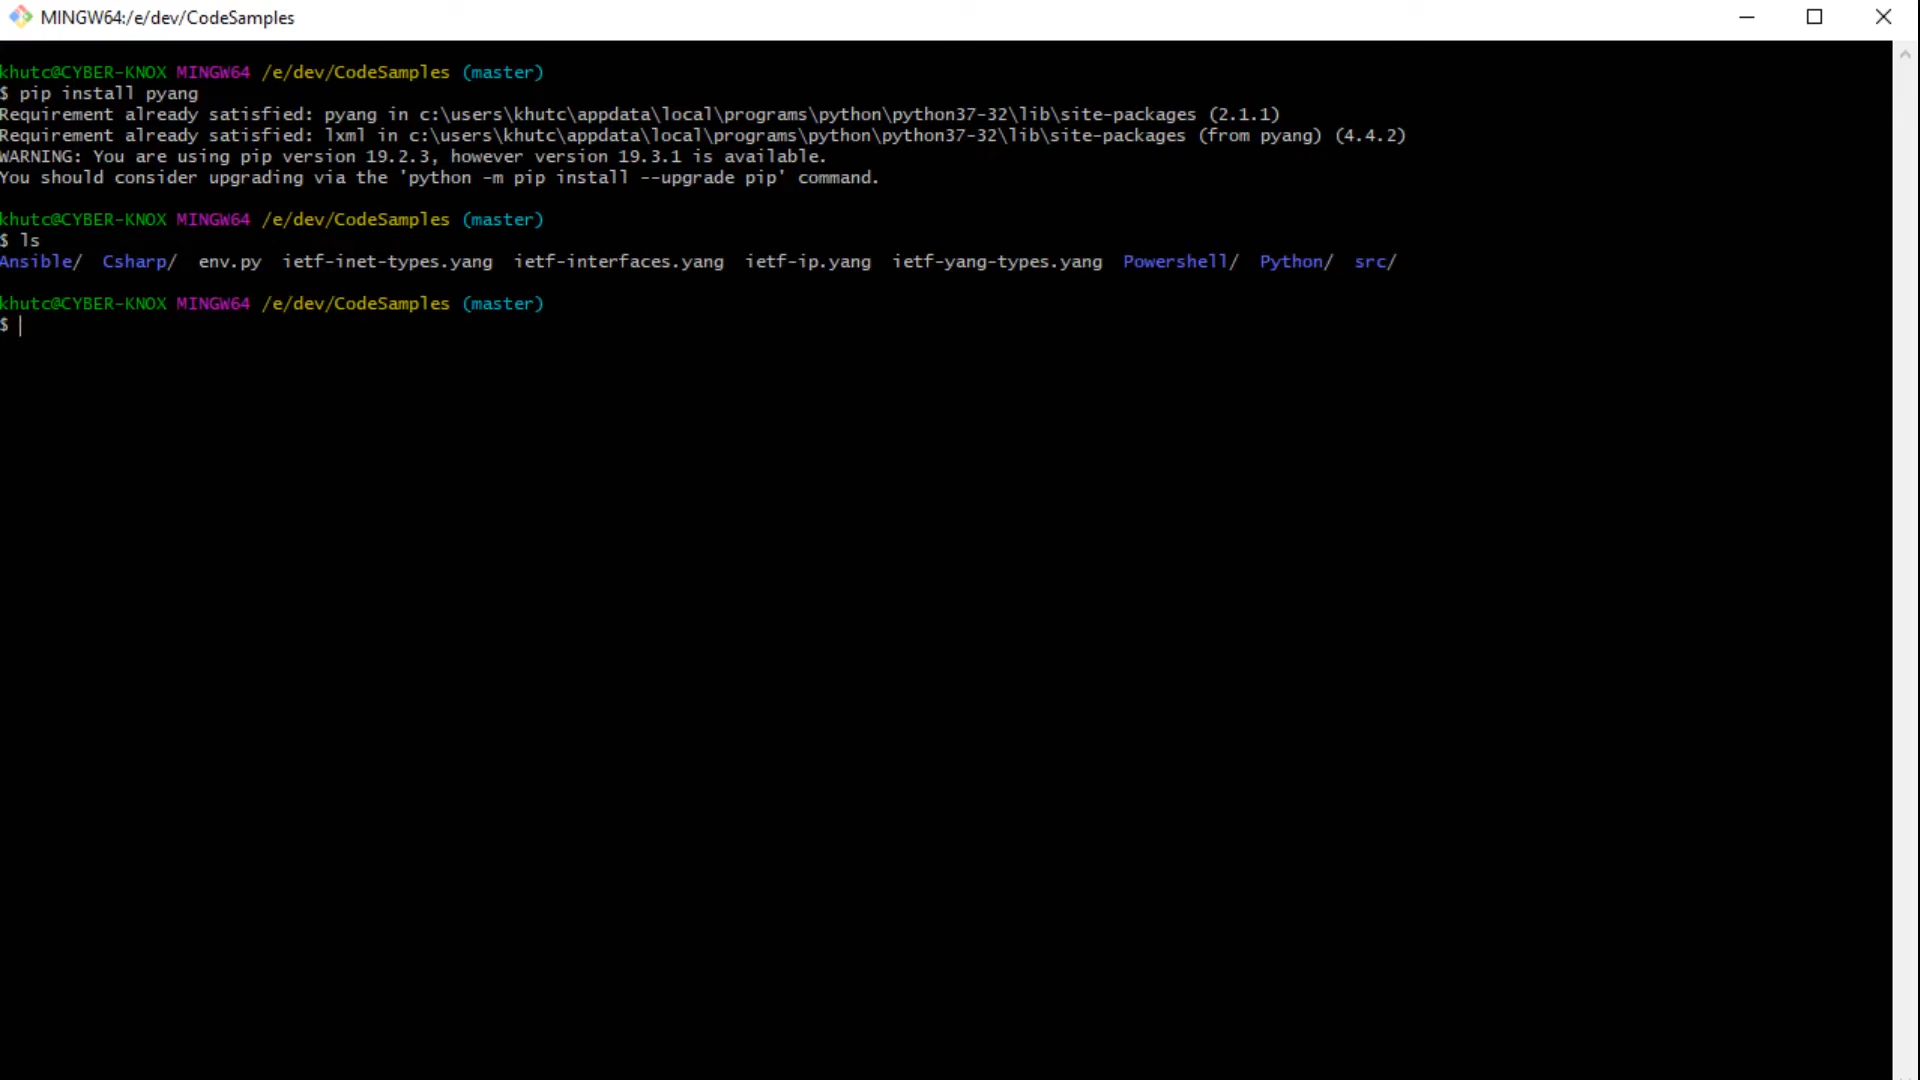 MINGW64:/e/dev/CodeSamples
khutc@CYBER-KNOX MINGW64 /e/dev/CodeSamples (master)
$ pip install pyang
Requirement already satisfied: pyang in c:\users\khutc\appdata\local\programs\python\python37-32\lib\site-packages (2.1.1)
Requirement already satisfied: lxml in c:\users\khutc\appdata\local\programs\python\python37-32\lib\site-packages (from pyang) (4.4.2)
WARNING: You are using pip version 19.2.3, however version 19.3.1 is available.
You should consider upgrading via the 'python -m pip install --upgrade pip' command.
khutc@CYBER-KNOX MINGW64 /e/dev/CodeSamples (master)
$ ls
Ansible/  Csharp/  env.py  ietf-inet-types.yang  ietf-interfaces.yang  ietf-ip.yang  ietf-yang-types.yang  Powershell/  Python/  src/
khutc@CYBER-KNOX MINGW64 /e/dev/CodeSamples (master)
$